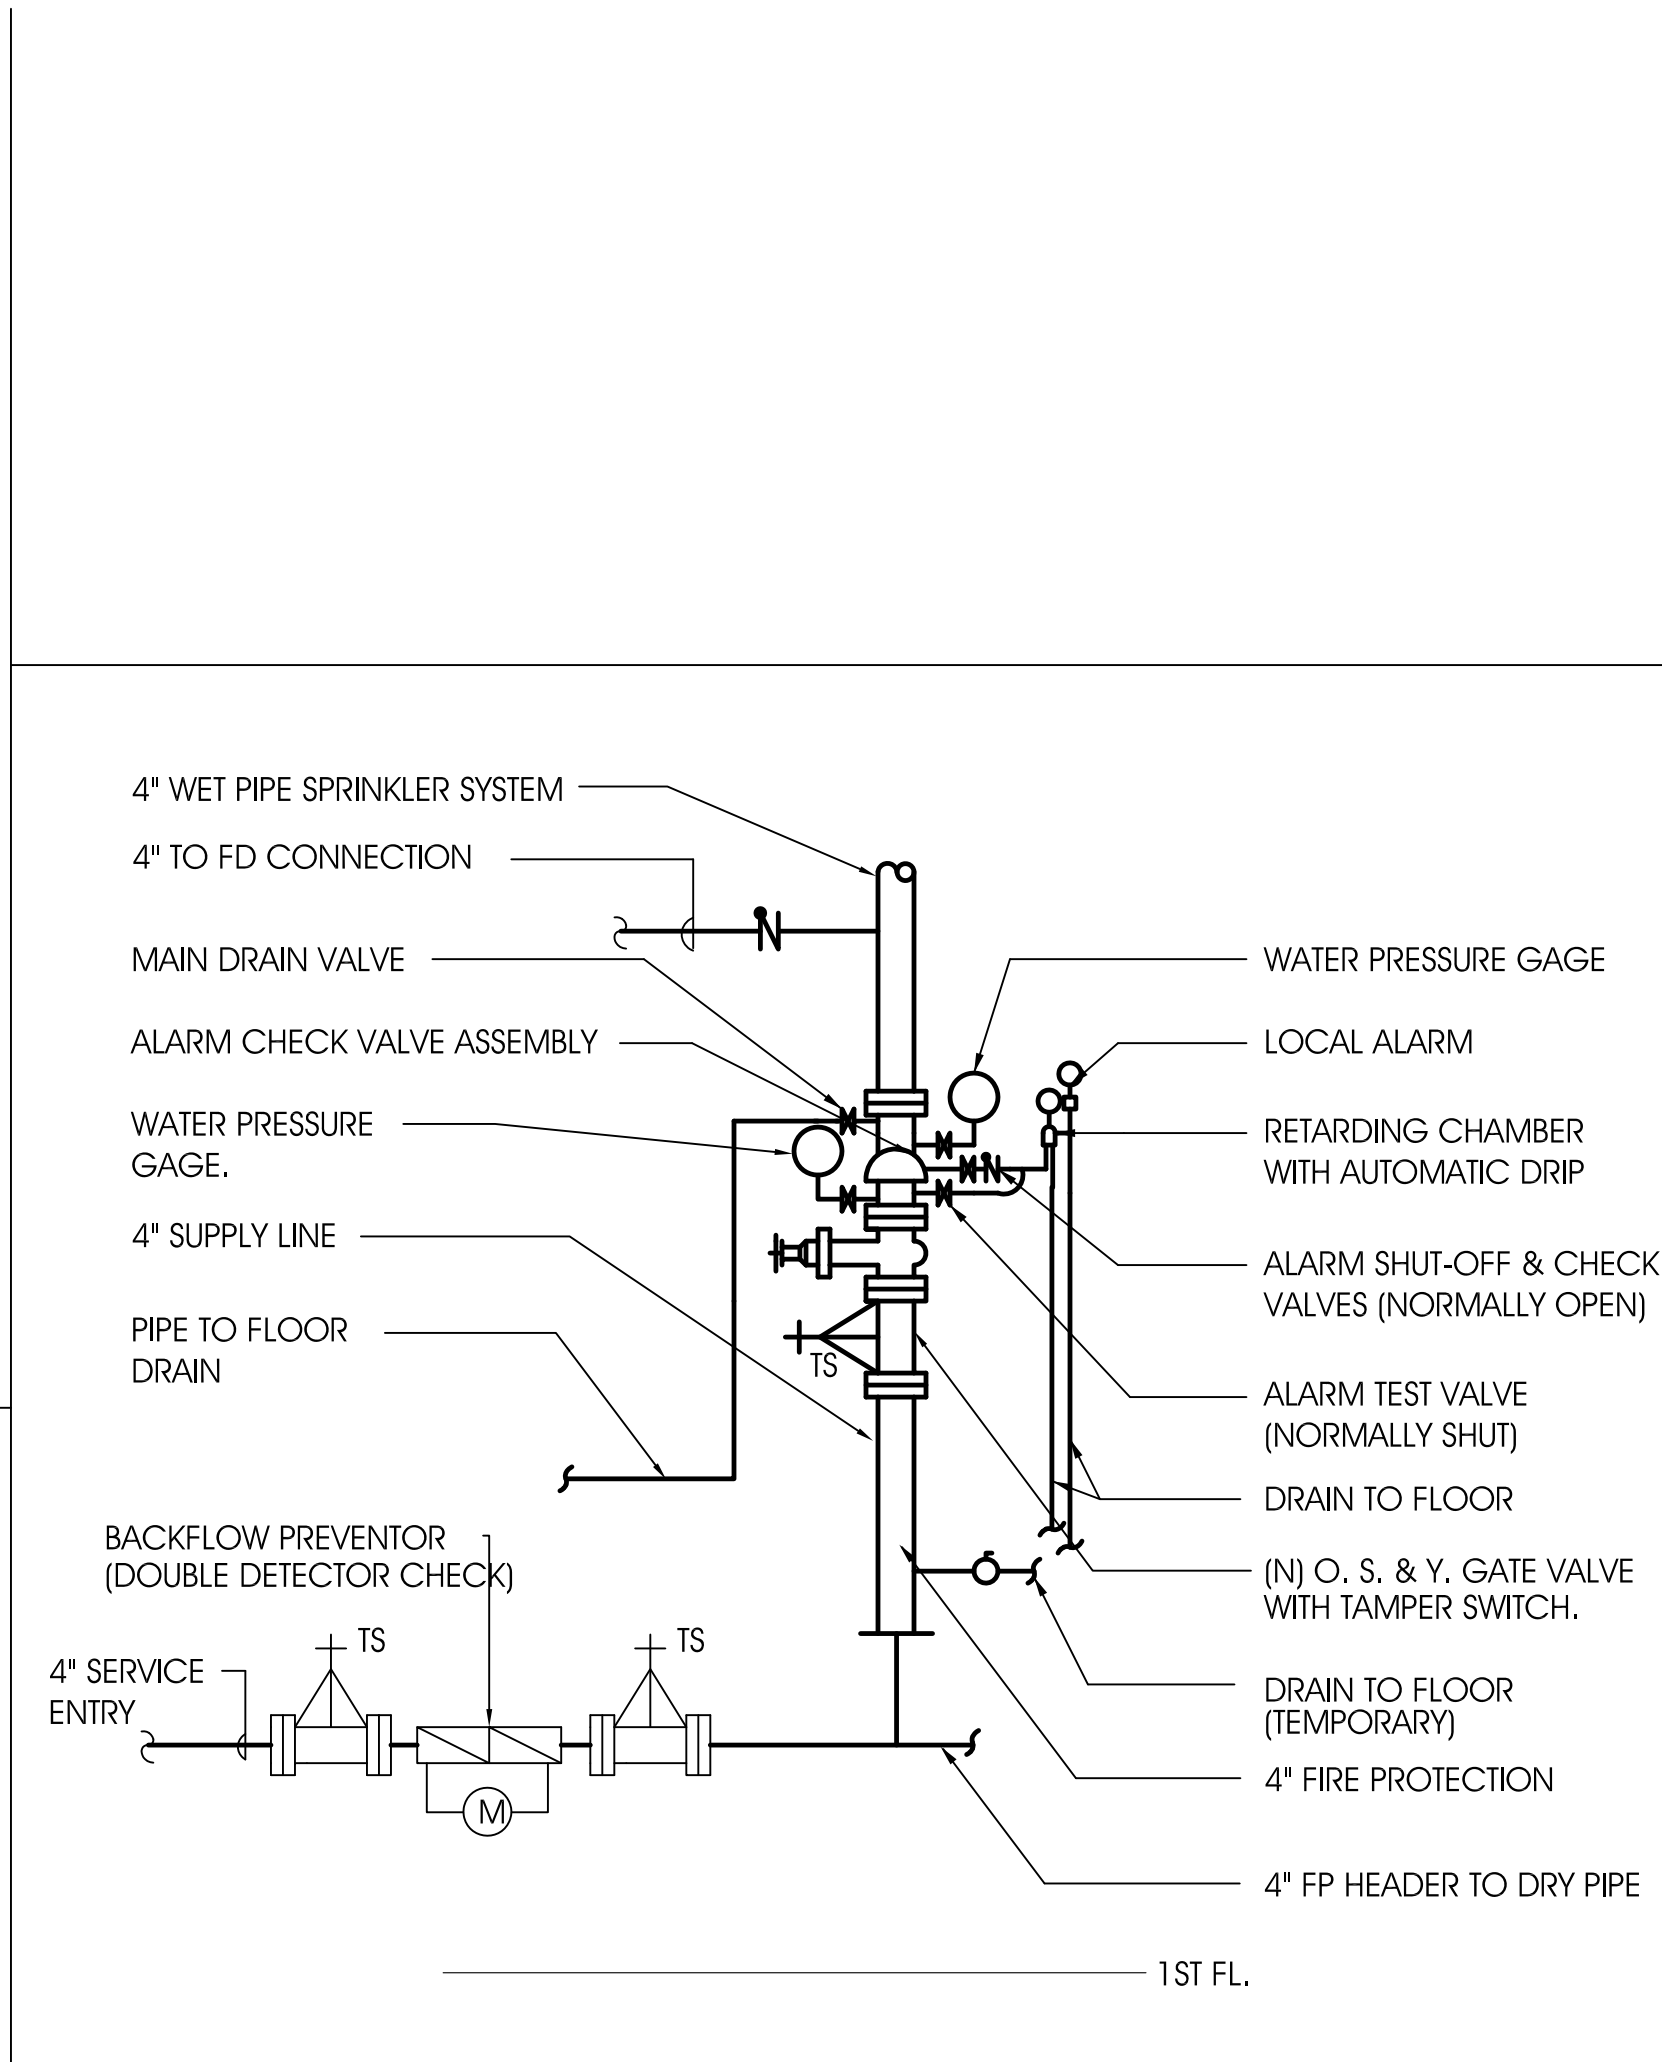 4" WET PIPE SPRINKLER SYSTEM
4" TO FD CONNECTION
MAIN DRAIN VALVE
ALARM CHECK VALVE ASSEMBLY
WATER PRESSURE
GAGE.
4" SUPPLY LINE
PIPE TO FLOOR
DRAIN
BACKFLOW PREVENTOR
(DOUBLE DETECTOR CHECK)
4" SERVICE
ENTRY
TS
TS
M
TS
WATER PRESSURE GAGE
LOCAL ALARM
RETARDING CHAMBER
WITH AUTOMATIC DRIP
ALARM SHUT-OFF & CHECK
VALVES (NORMALLY OPEN)
ALARM TEST VALVE
(NORMALLY SHUT)
DRAIN TO FLOOR
(N) O. S. & Y. GATE VALVE
WITH TAMPER SWITCH.
DRAIN TO FLOOR
(TEMPORARY)
4" FIRE PROTECTION
4" FP HEADER TO DRY PIPE
1ST FL.